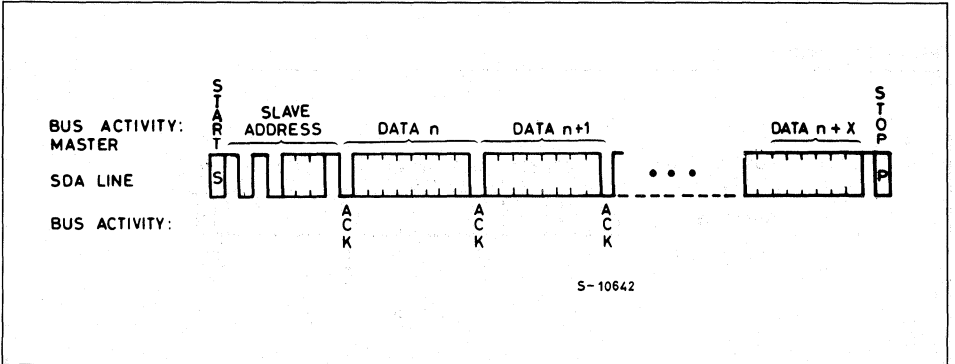 START
STOP
SLAVE
BUS ACTIVITY: ADDRESS DATA n DATA n+1 DATA n + X
MASTER
SDA LINE S • • • P
BUS ACTIVITY: ACK ACK ACK
S-10642